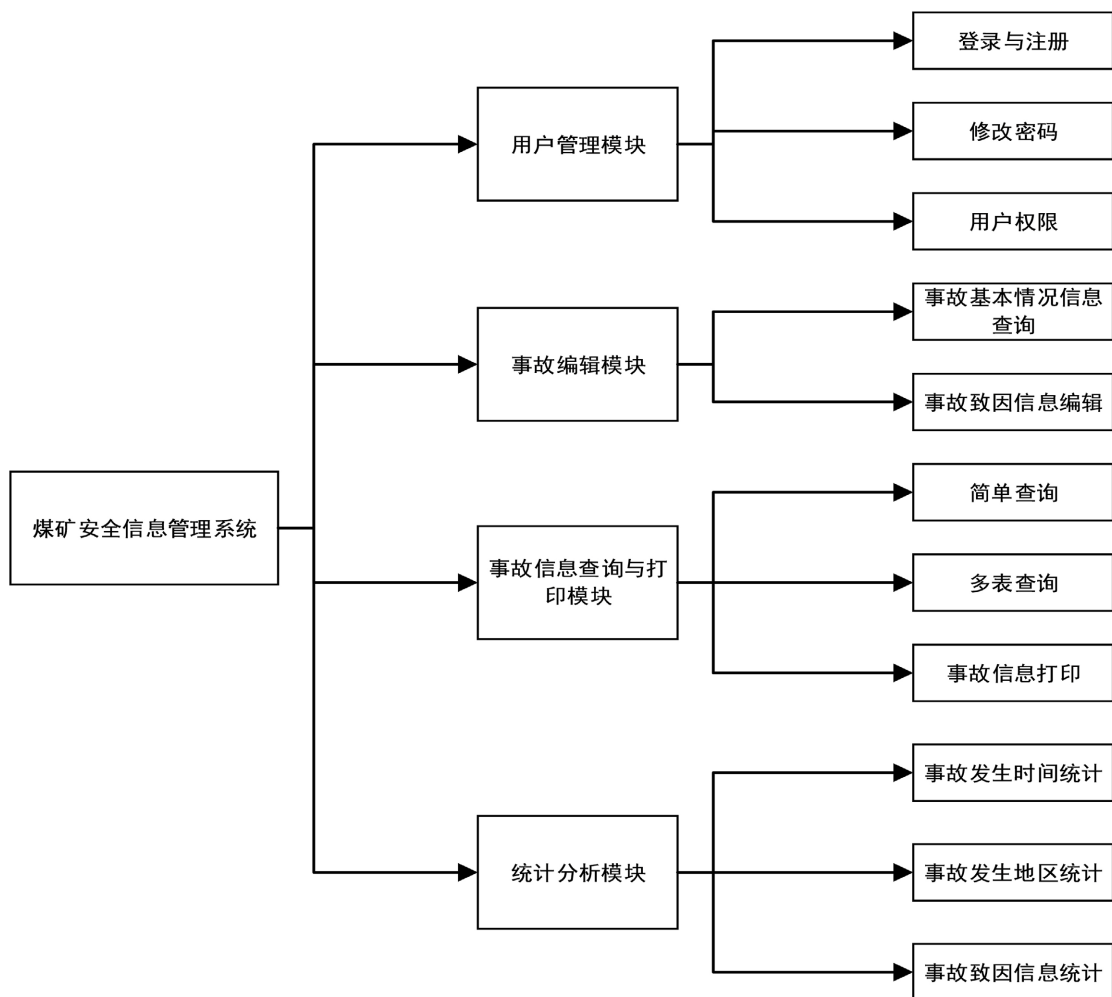 登录与注册
用户管理模块
修改密码
用户权限
事故基本情况信息
查询
事故编辑模块
事故致因信息编辑
煤矿安全信息管理系统
简单查询
事故信息查询与打
印模块
多表查询
事故信息打印
事故发生时间统计
统计分析模块
事故发生地区统计
事故致因信息统计